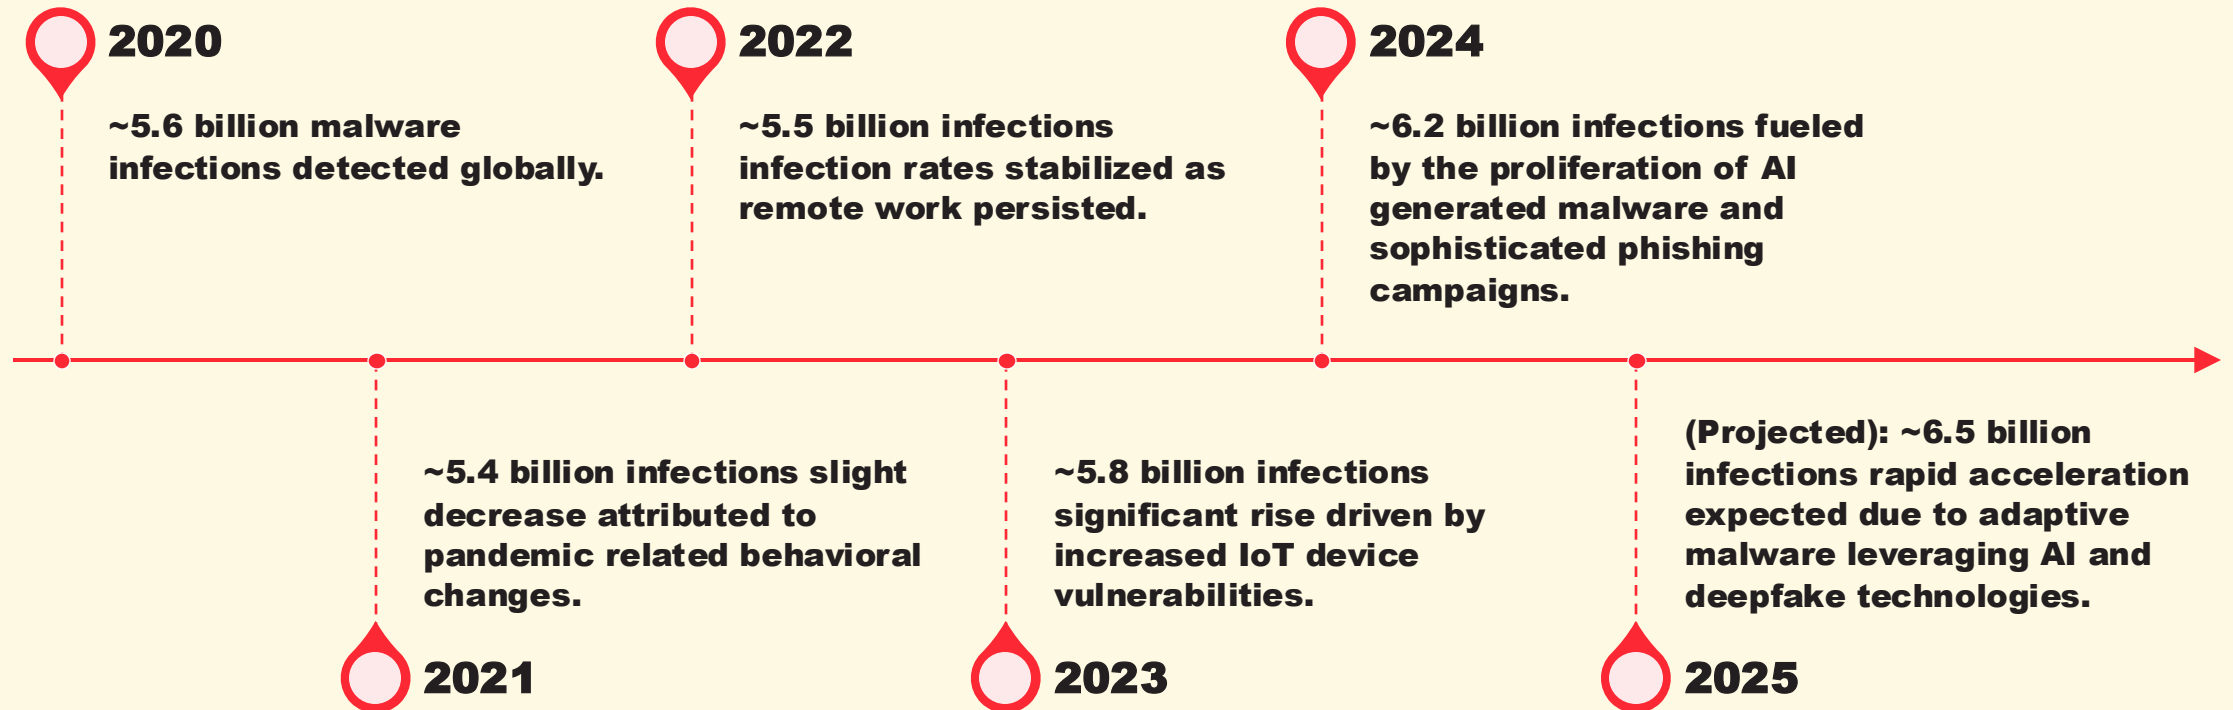 2020
~5.6 billion malware
infections detected globally.
2021
~5.4 billion infections slight
decrease attributed to
pandemic related behavioral
changes.
2022
~5.5 billion infections
infection rates stabilized as
remote work persisted.
2023
~5.8 billion infections
significant rise driven by
increased IoT device
vulnerabilities.
2024
~6.2 billion infections fueled
by the proliferation of AI
generated malware and
sophisticated phishing
campaigns.
2025
(Projected): ~6.5 billion
infections rapid acceleration
expected due to adaptive
malware leveraging AI and
deepfake technologies.